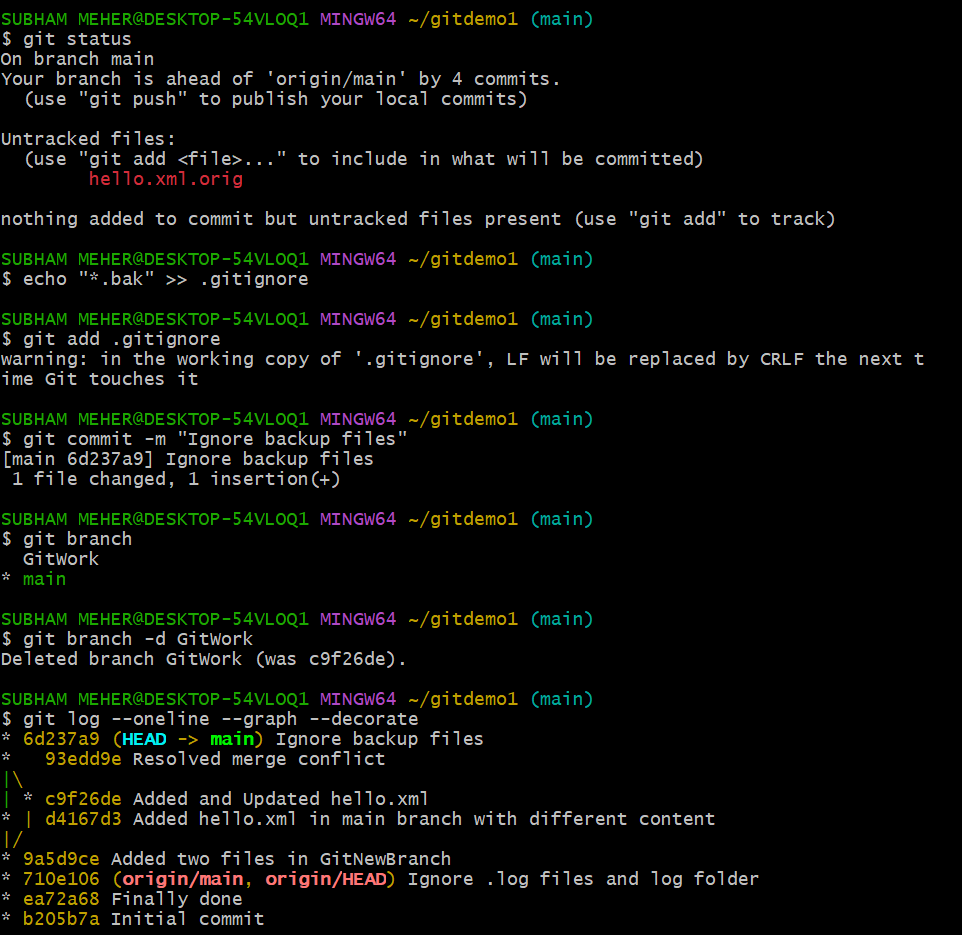 SUBHAM MEHER@DESKTOP-54VLOQ1 MINGW64 ~/gitdemo1 (main)
$ git status
On branch main
Your branch is ahead of 'origin/main' by 4 commits.
  (use "git push" to publish your local commits)

Untracked files:
  (use "git add <file>..." to include in what will be committed)
        hello.xml.orig

nothing added to commit but untracked files present (use "git add" to track)

SUBHAM MEHER@DESKTOP-54VLOQ1 MINGW64 ~/gitdemo1 (main)
$ echo "*.bak" >> .gitignore

SUBHAM MEHER@DESKTOP-54VLOQ1 MINGW64 ~/gitdemo1 (main)
$ git add .gitignore
warning: in the working copy of '.gitignore', LF will be replaced by CRLF the next t
ime Git touches it

SUBHAM MEHER@DESKTOP-54VLOQ1 MINGW64 ~/gitdemo1 (main)
$ git commit -m "Ignore backup files"
[main 6d237a9] Ignore backup files
 1 file changed, 1 insertion(+)

SUBHAM MEHER@DESKTOP-54VLOQ1 MINGW64 ~/gitdemo1 (main)
$ git branch
  GitWork
* main

SUBHAM MEHER@DESKTOP-54VLOQ1 MINGW64 ~/gitdemo1 (main)
$ git branch -d GitWork
Deleted branch GitWork (was c9f26de).

SUBHAM MEHER@DESKTOP-54VLOQ1 MINGW64 ~/gitdemo1 (main)
$ git log --oneline --graph --decorate
* 6d237a9 (HEAD -> main) Ignore backup files
*   93edd9e Resolved merge conflict
|\
| * c9f26de Added and Updated hello.xml
* | d4167d3 Added hello.xml in main branch with different content
|/
* 9a5d9ce Added two files in GitNewBranch
* 710e106 (origin/main, origin/HEAD) Ignore .log files and log folder
* ea72a68 Finally done
* b205b7a Initial commit